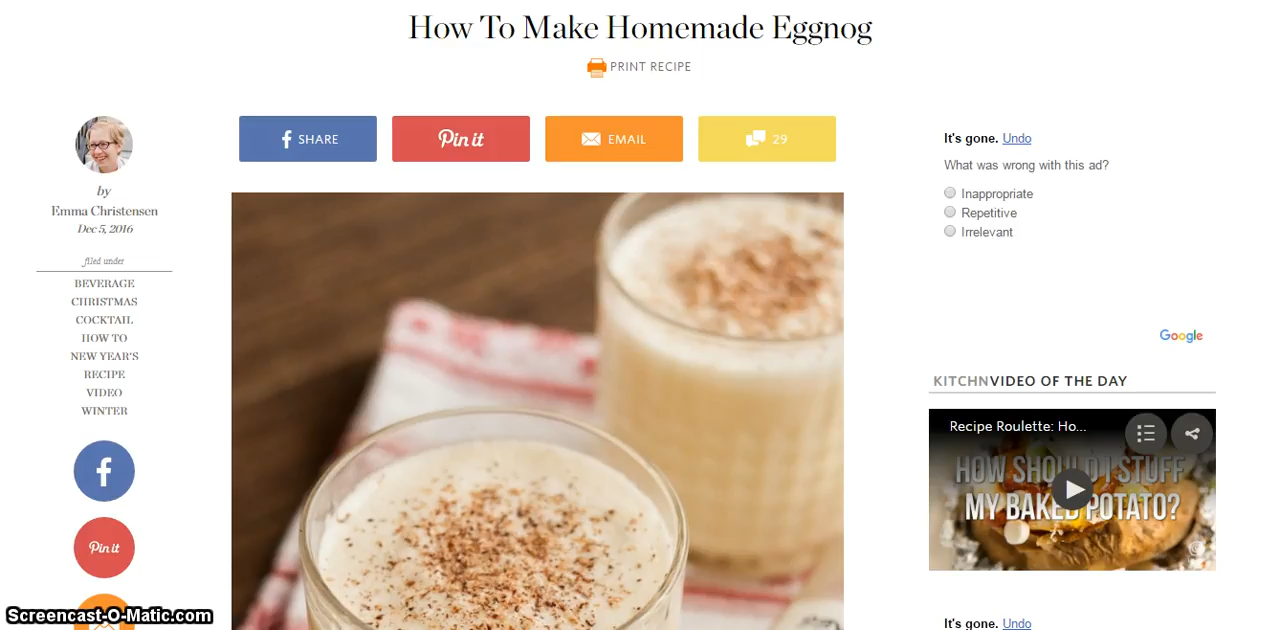 How To Make Homemade Eggnog
PRINT RECIPE
SHARE
Pin it
EMAIL
29
by
Emma Christensen
Dec 5, 2016
filed under
BEVERAGE
CHRISTMAS
COCKTAIL
HOW TO
NEW YEAR'S
RECIPE
VIDEO
WINTER
f
Pin it
It's gone. Undo
What was wrong with this ad?
Inappropriate
Repetitive
Irrelevant
Google
KITCHNVIDEO OF THE DAY
Recipe Roulette: Ho...
HOW SHOULD I STUFF
MY BAKED POTATO?
It's gone. Undo
Screencast-O-Matic.com